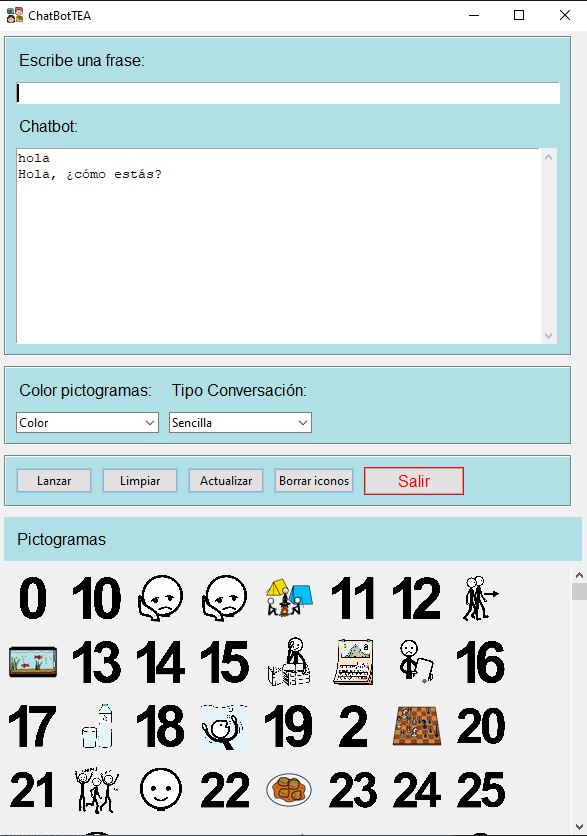 ChatBotTEA
Escribe una frase:
Chatbot:
hola
Hola, ¿cómo estás?
Color pictogramas: Tipo Conversación:
Color Sencilla
Lanzar Limpiar Actualizar Borrar iconos Salir
Pictogramas
0 10 11 12
13 14 15 16
17 18 19 2 20
21 22 23 24 25